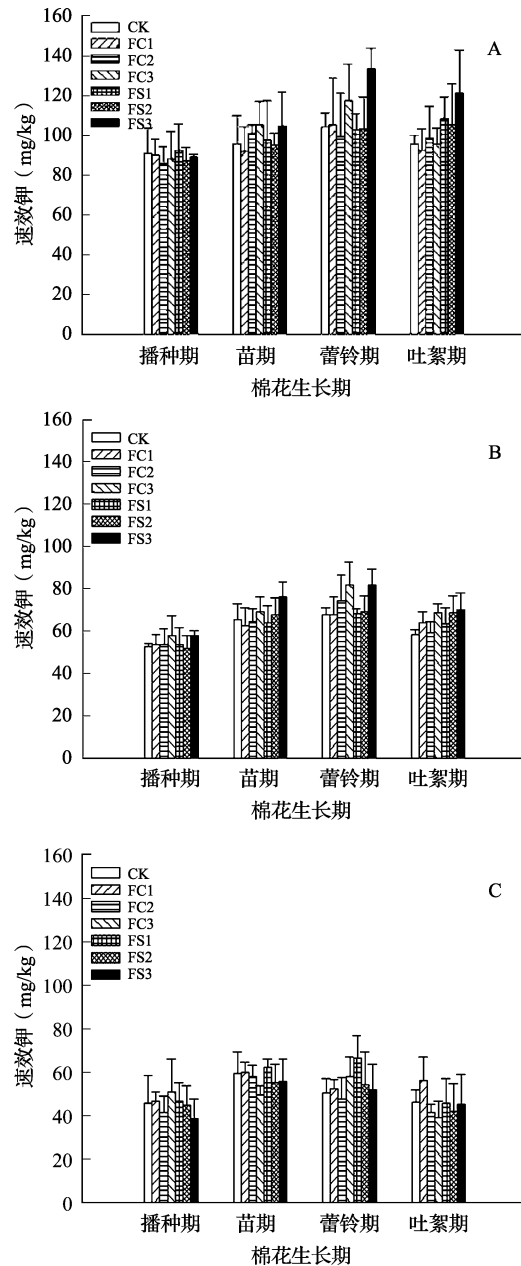 160
140
120
100
80
60
40
20
0
速效钾（mg/kg）
CK
FC1
FC2
FC3
FS1
FS2
FS3
A
播种期 苗期 蕾铃期 吐絮期
棉花生长期
160
140
120
100
80
60
40
20
0
速效钾（mg/kg）
CK
FC1
FC2
FC3
FS1
FS2
FS3
B
播种期 苗期 蕾铃期 吐絮期
棉花生长期
160
140
120
100
80
60
40
20
0
速效钾（mg/kg）
CK
FC1
FC2
FC3
FS1
FS2
FS3
C
播种期 苗期 蕾铃期 吐絮期
棉花生长期